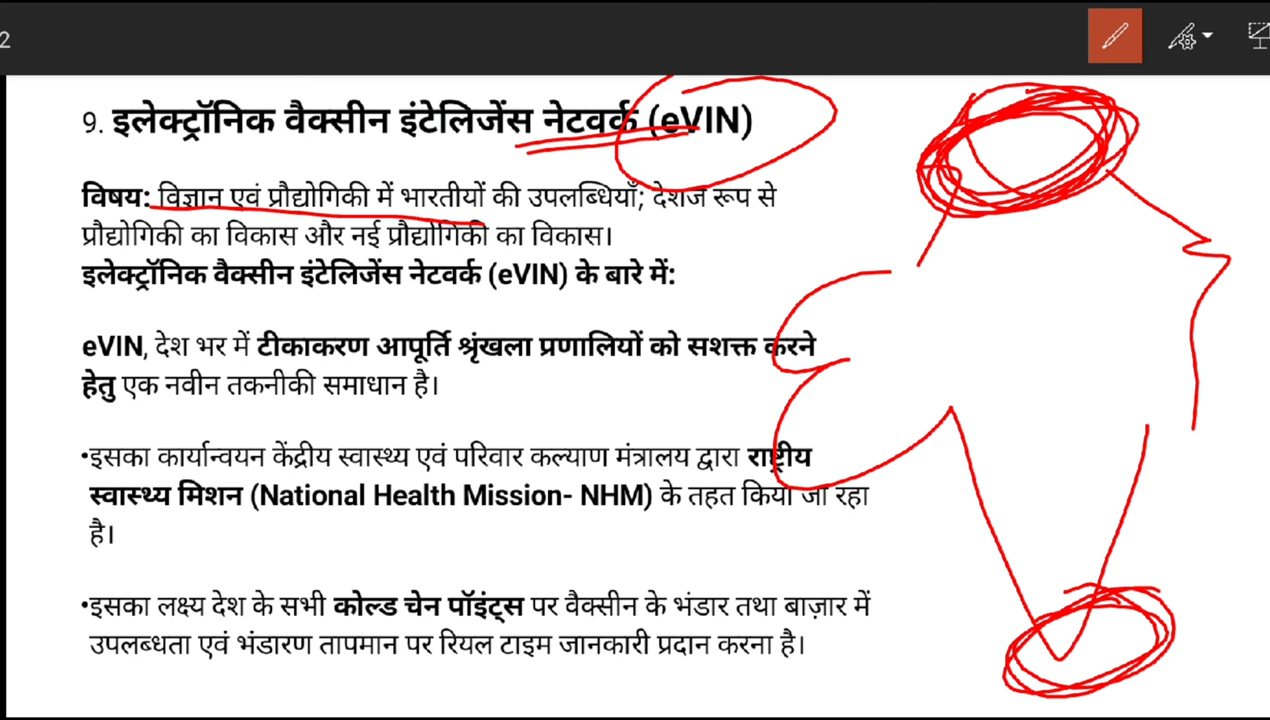 2
9. इलेक्ट्रॉनिक वैक्सीन इंटेलिजेंस नेटवर्क (eVIN)
विषय: विज्ञान एवं प्रौद्योगिकी में भारतीयों की उपलब्धियाँ; देशज रूप से
प्रौद्योगिकी का विकास और नई प्रौद्योगिकी का विकास।
इलेक्ट्रॉनिक वैक्सीन इंटेलिजेंस नेटवर्क (eVIN) के बारे में:
eVIN, देश भर में टीकाकरण आपूर्ति श्रृंखला प्रणालियों को सशक्त करने
हेतु एक नवीन तकनीकी समाधान है।
•इसका कार्यान्वयन केंद्रीय स्वास्थ्य एवं परिवार कल्याण मंत्रालय द्वारा राष्ट्रीय
स्वास्थ्य मिशन (National Health Mission- NHM) के तहत किया जा रहा
है।
•इसका लक्ष्य देश के सभी कोल्ड चेन पॉइंट्स पर वैक्सीन के भंडार तथा बाज़ार में
उपलब्धता एवं भंडारण तापमान पर रियल टाइम जानकारी प्रदान करना है।